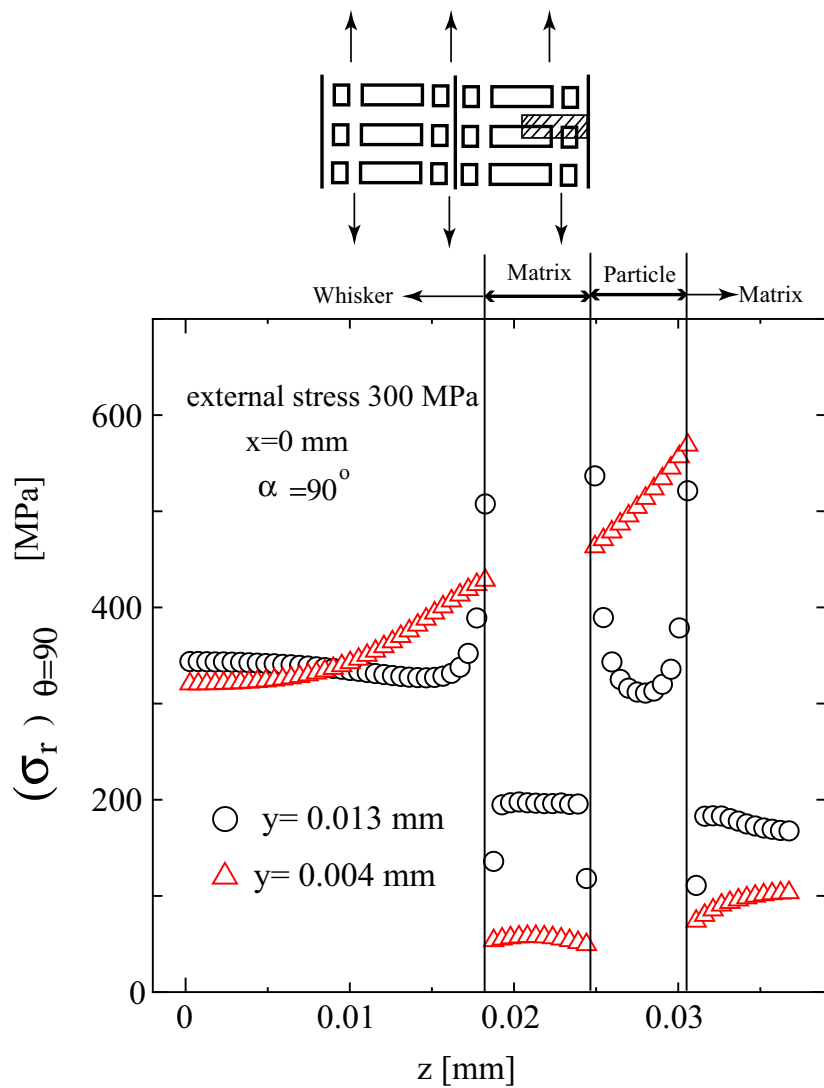 Whisker
Matrix
Particle
Matrix
external stress 300 MPa
x=0 mm
α =90°
y= 0.013 mm
y= 0.004 mm
(σr) θ=90 [MPa]
600
400
200
0
0
0.01
0.02
0.03
z [mm]